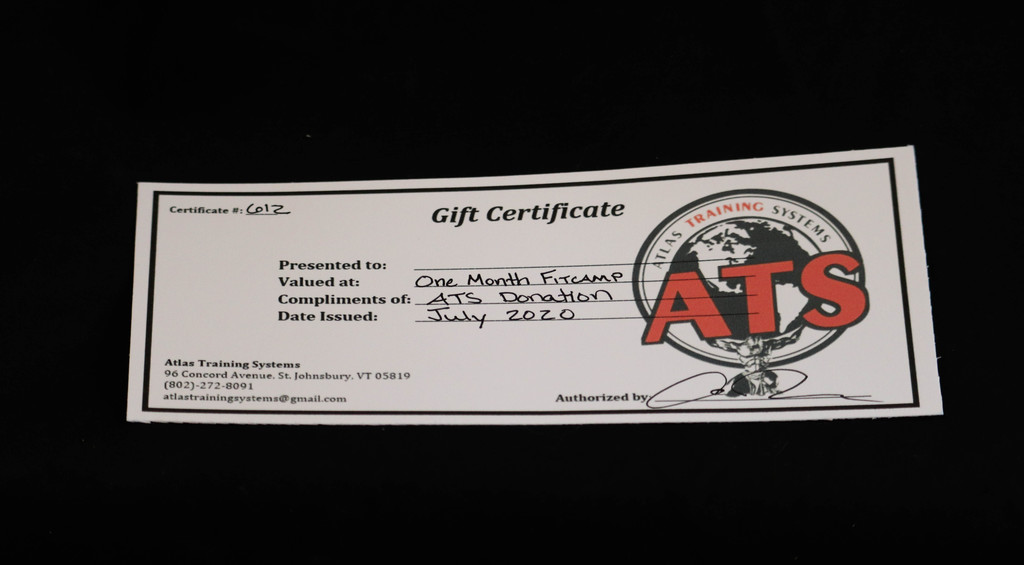 Certificate #: 612
Gift Certificate
ATLAS TRAINING SYSTEMS
ATS
Presented to:
Valued at: One Month FitCamp
Compliments of: ATS Donation
Date Issued: July 2020
Atlas Training Systems
96 Concord Avenue. St. Johnsbury. VT 05819
(802)-272-8091
atlastrainingsystems@gmail.com
Authorized by